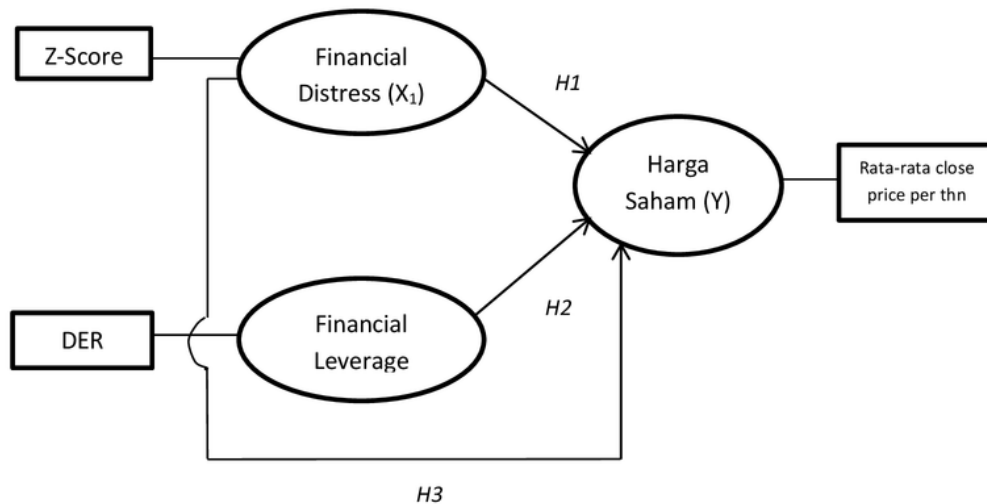 Z-Score
Financial
Distress (X₁)
H1
Harga
Saham (Y)
Rata-rata close
price per thn
DER
Financial
Leverage
H2
H3